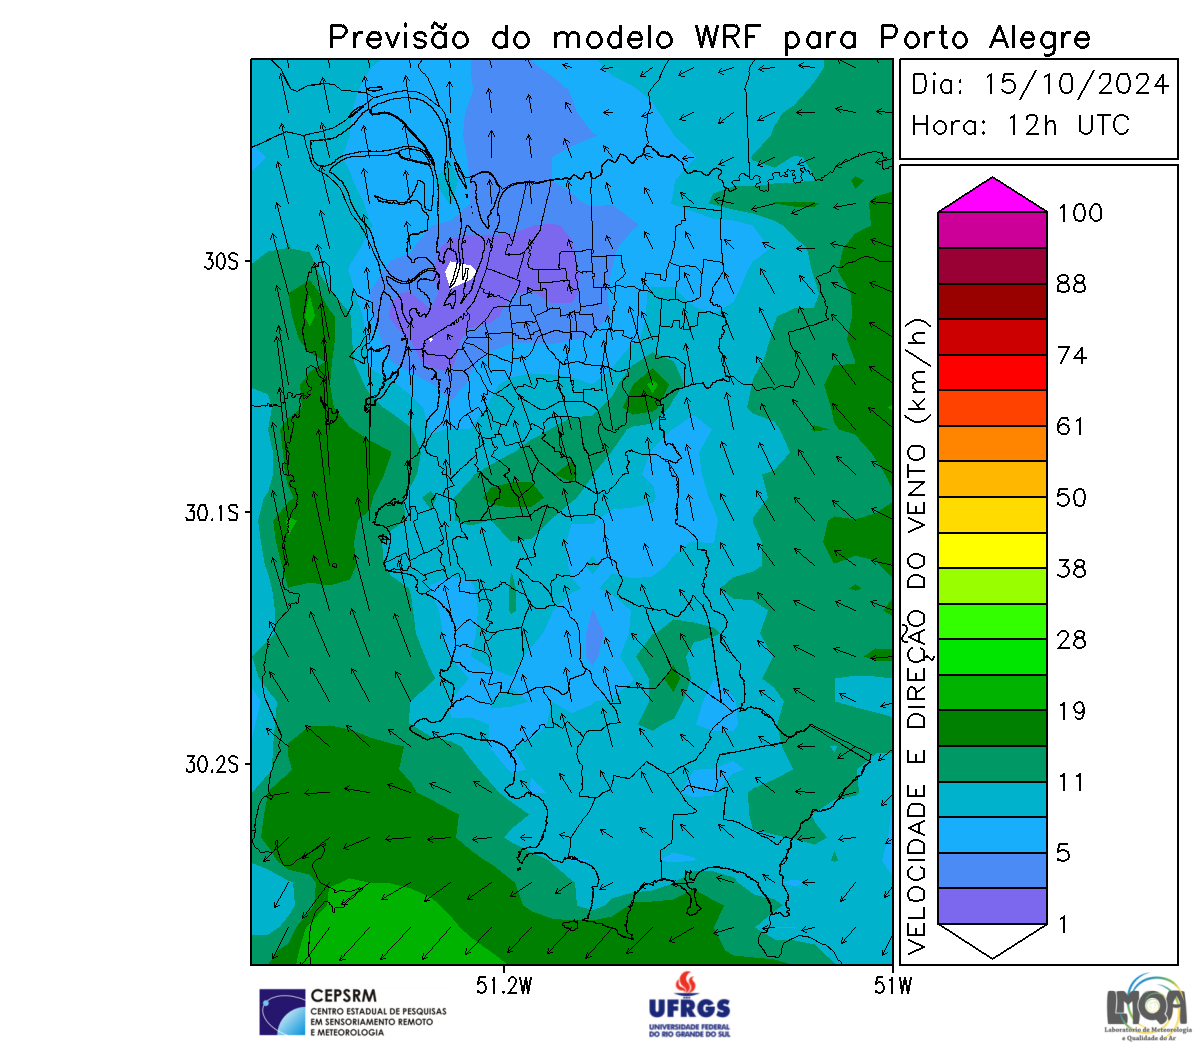 Previsão do modelo WRF para Porto Alegre
Dia: 15/10/2024
Hora: 12h UTC
30S
30.1S
30.2S
51.2W
51W
VELOCIDADE E DIREÇÃO DO VENTO (km/h)
100
88
74
61
50
38
28
19
11
5
1
CEPSRM
CENTRO ESTADUAL DE PESQUISAS
EM SENSORIAMENTO REMOTO
E METEOROLOGIA
UFRGS
UNIVERSIDADE FEDERAL
DO RIO GRANDE DO SUL
LMQA
Laboratório de Meteorologia
e Qualidade do Ar